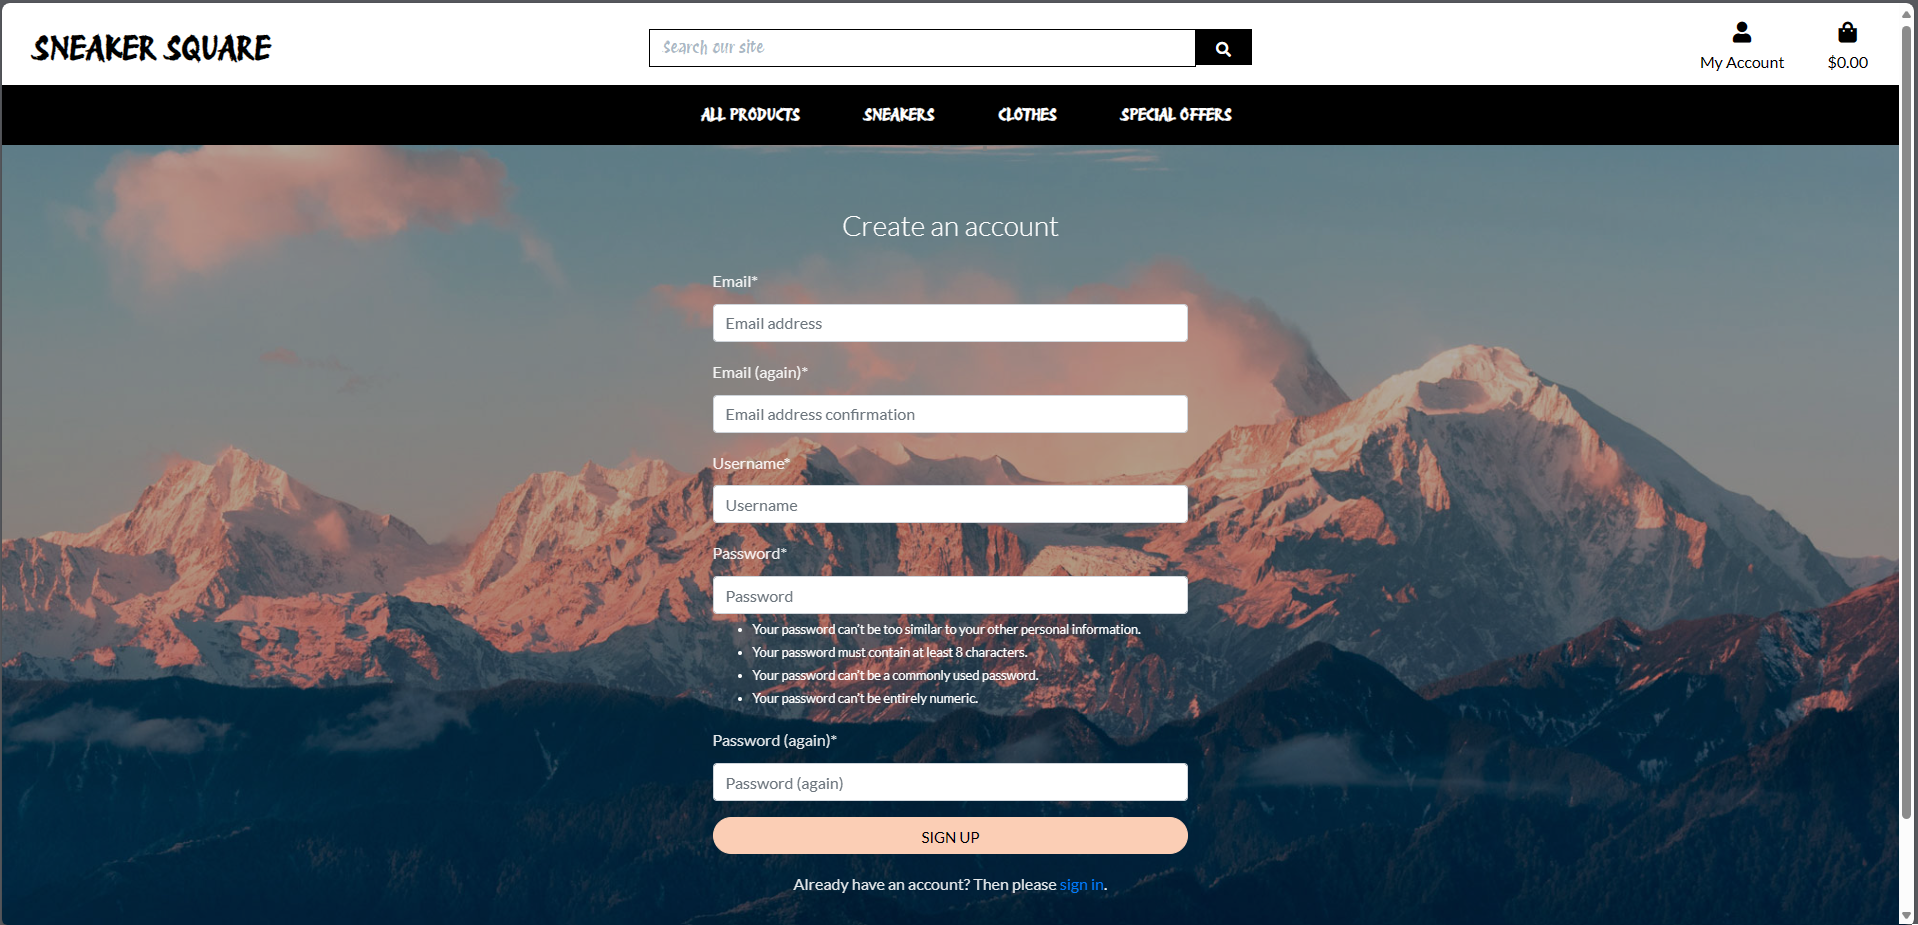 SNEAKER SQUARE
Search our site
My Account
$0.00
ALL PRODUCTS
SNEAKERS
CLOTHES
SPECIAL OFFERS
Create an account
Email*
Email address
Email (again)*
Email address confirmation
Username*
Username
Password*
Password
• Your password can't be too similar to your other personal information.
• Your password must contain at least 8 characters.
• Your password can't be a commonly used password.
• Your password can't be entirely numeric.
Password (again)*
Password (again)
SIGN UP
Already have an account? Then please sign in.